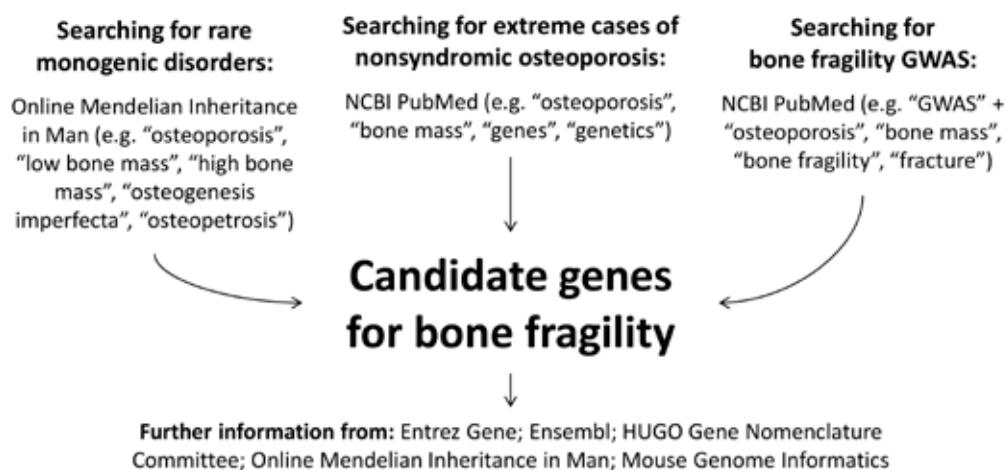 Searching for rare
monogenic disorders:
Online Mendelian Inheritance
in Man (e.g. “osteoporosis”,
“low bone mass”, “high bone
mass”, “osteogenesis
imperfecta”, “osteopetrosis”)
Searching for extreme cases of
nonsyndromic osteoporosis:
NCBI PubMed (e.g. “osteoporosis”,
“bone mass”, “genes”, “genetics”)
Searching for
bone fragility GWAS:
NCBI PubMed (e.g. “GWAS” +
“osteoporosis”, “bone mass”,
“bone fragility”, “fracture”)
Candidate genes
for bone fragility
Further information from: Entrez Gene; Ensembl; HUGO Gene Nomenclature
Committee; Online Mendelian Inheritance in Man; Mouse Genome Informatics